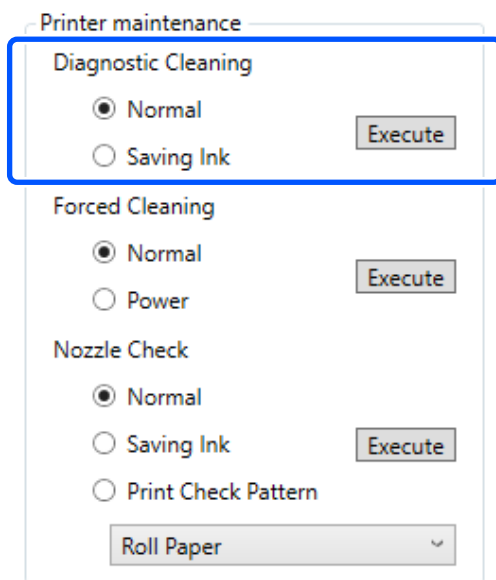 Printer maintenance
Diagnostic Cleaning
Normal
Execute
Saving Ink
Forced Cleaning
Normal
Execute
Power
Nozzle Check
Normal
Saving Ink
Execute
Print Check Pattern
Roll Paper